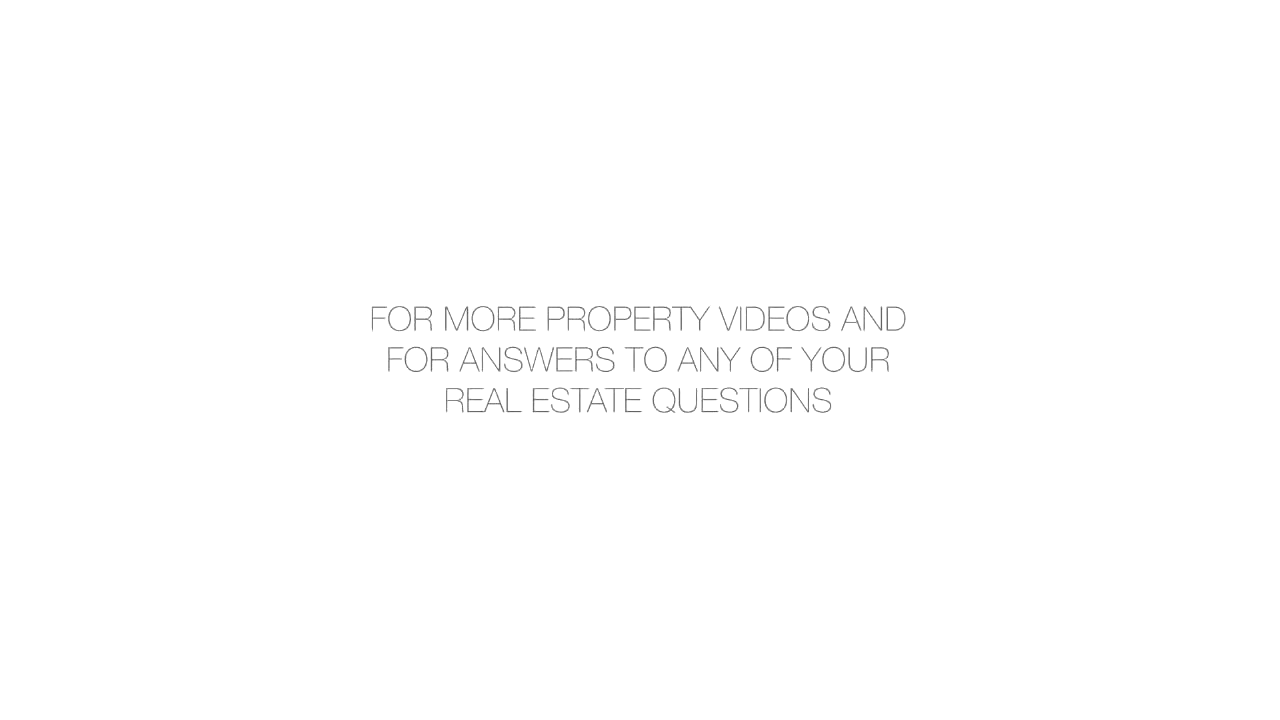 FOR MORE PROPERTY VIDEOS AND
FOR ANSWERS TO ANY OF YOUR
REAL ESTATE QUESTIONS